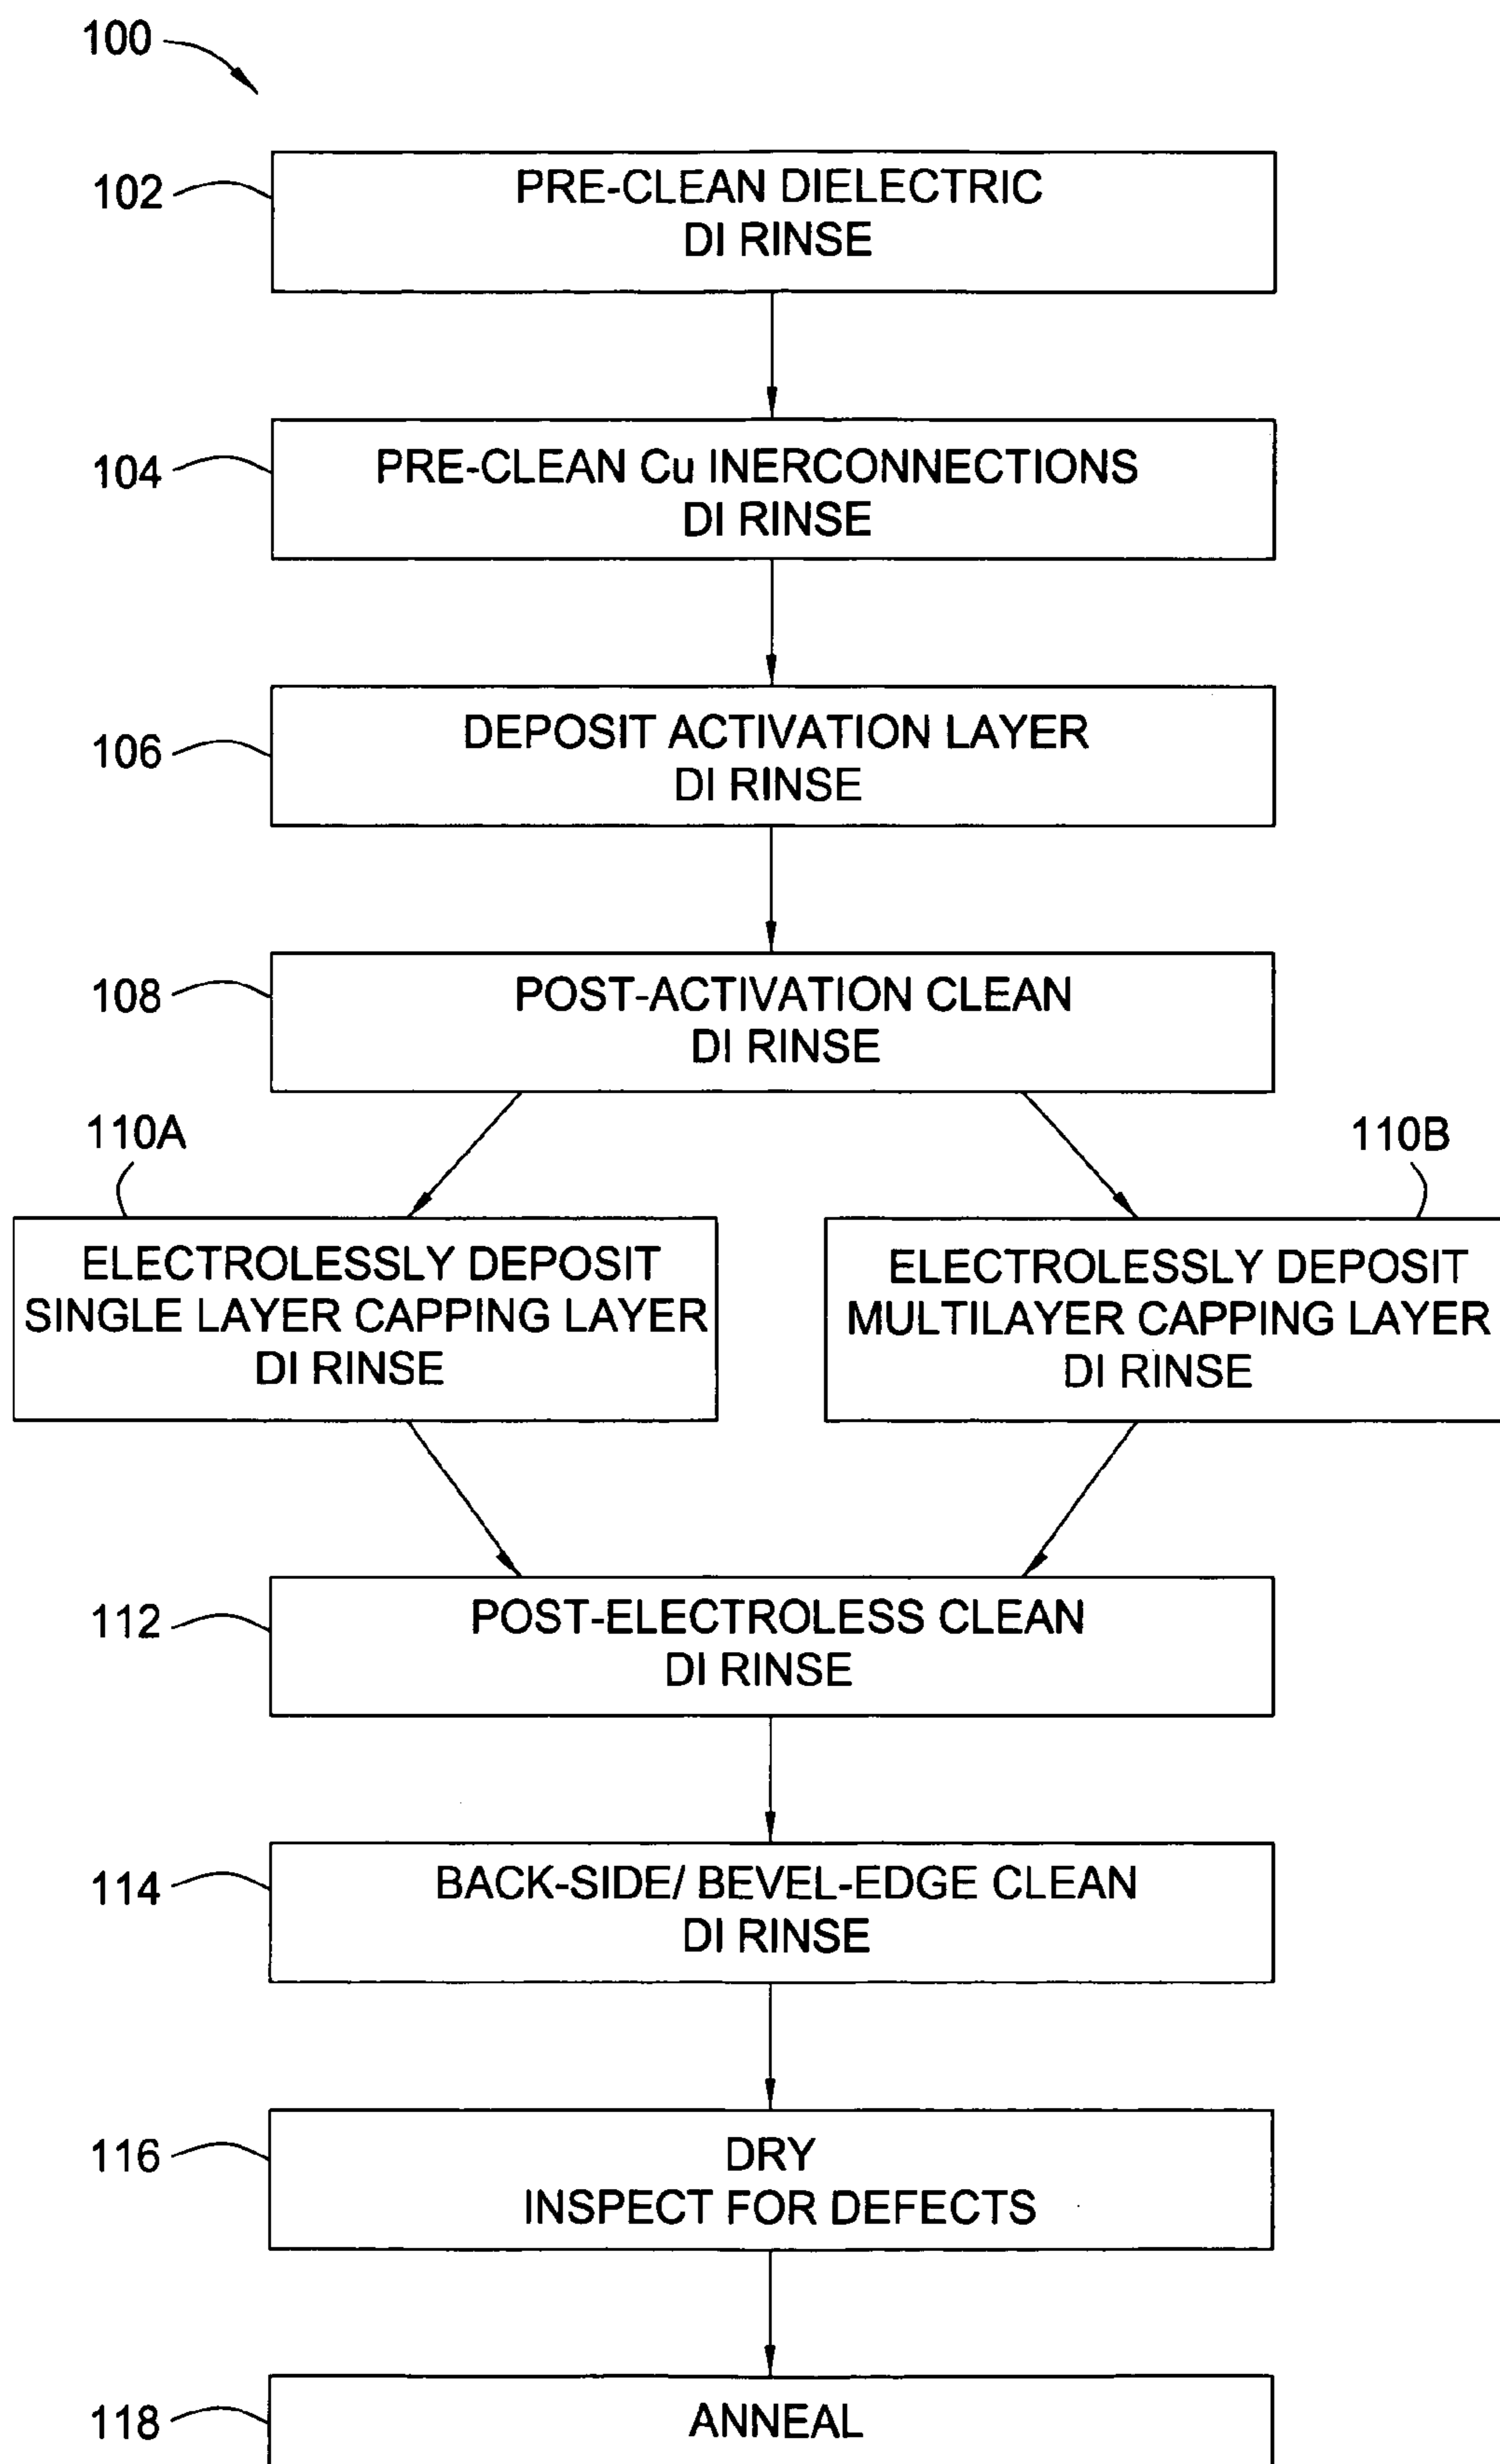 100
102
PRE-CLEAN DIELECTRIC
DI RINSE
104
PRE-CLEAN Cu INERCONNECTIONS
DI RINSE
106
DEPOSIT ACTIVATION LAYER
DI RINSE
108
POST-ACTIVATION CLEAN
DI RINSE
110A
110B
ELECTROLESSLY DEPOSIT
SINGLE LAYER CAPPING LAYER
DI RINSE
ELECTROLESSLY DEPOSIT
MULTILAYER CAPPING LAYER
DI RINSE
112
POST-ELECTROLESS CLEAN
DI RINSE
114
BACK-SIDE/ BEVEL-EDGE CLEAN
DI RINSE
116
DRY
INSPECT FOR DEFECTS
118
ANNEAL